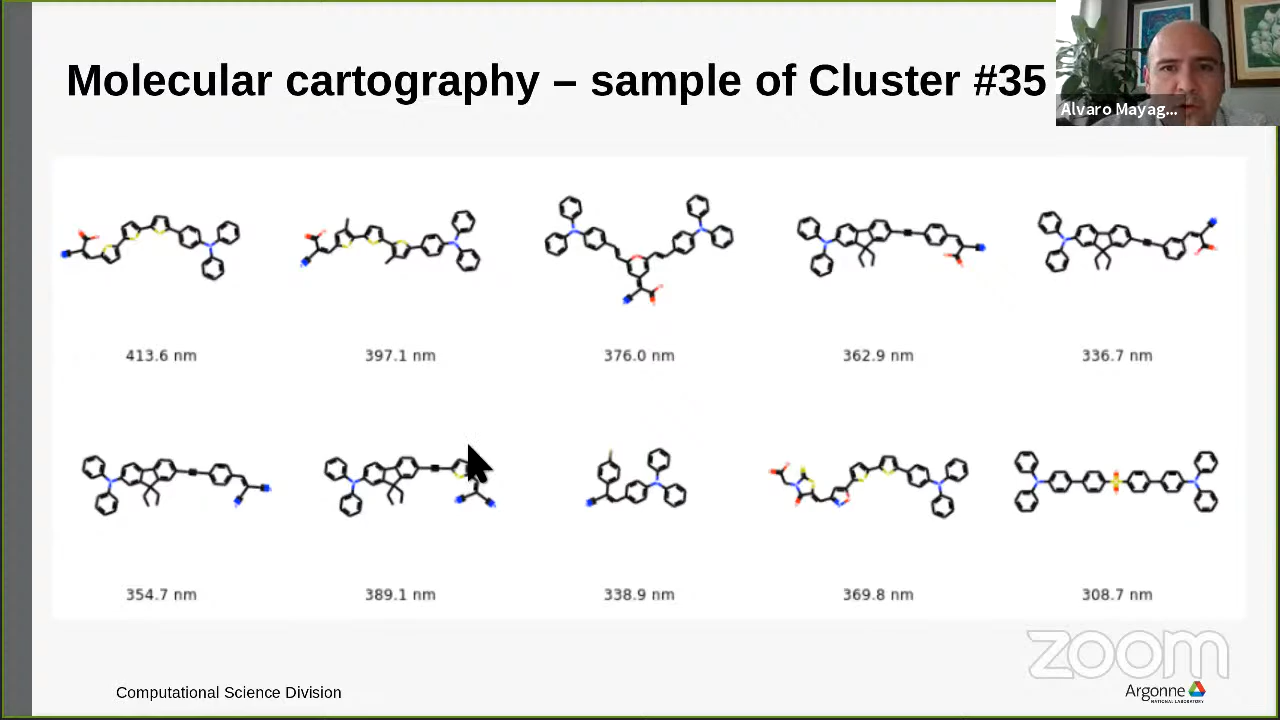 Molecular cartography – sample of Cluster #35
Alvaro Mayag...
413.6 nm
397.1 nm
376.0 nm
362.9 nm
336.7 nm
354.7 nm
389.1 nm
338.9 nm
369.8 nm
308.7 nm
zoom
Computational Science Division
Argonne
NATIONAL LABORATORY